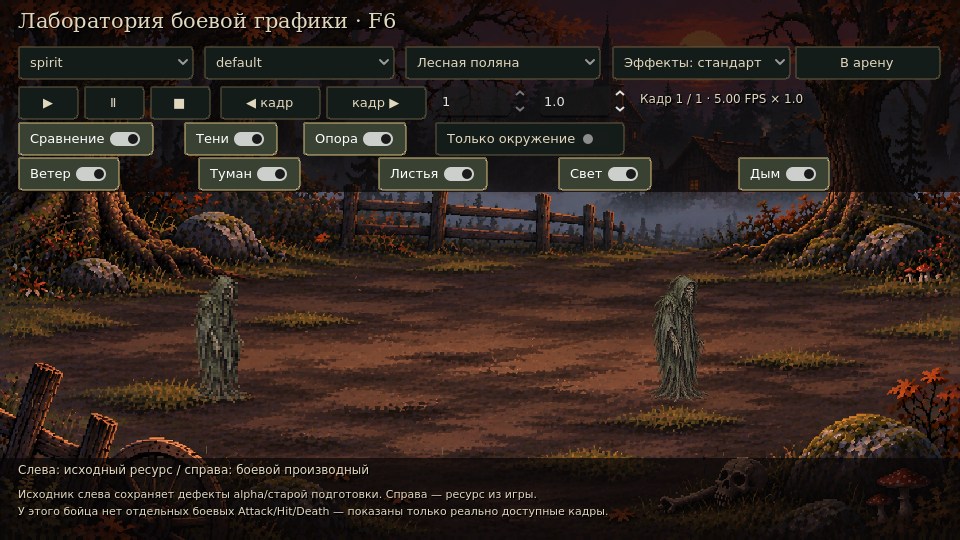 Лаборатория боевой графики · F6
spirit default Лесная поляна Эффекты: стандарт В арену
▶ Ⅱ ■ ◀ кадр кадр ▶ 1 1.0 Кадр 1 / 1 · 5.00 FPS × 1.0
Сравнение Тени Опора Только окружение
Ветер Туман Листья Свет Дым
Слева: исходный ресурс / справа: боевой производный
Исходник слева сохраняет дефекты alpha/старой подготовки. Справа — ресурс из игры.
У этого бойца нет отдельных боевых Attack/Hit/Death — показаны только реально доступные кадры.